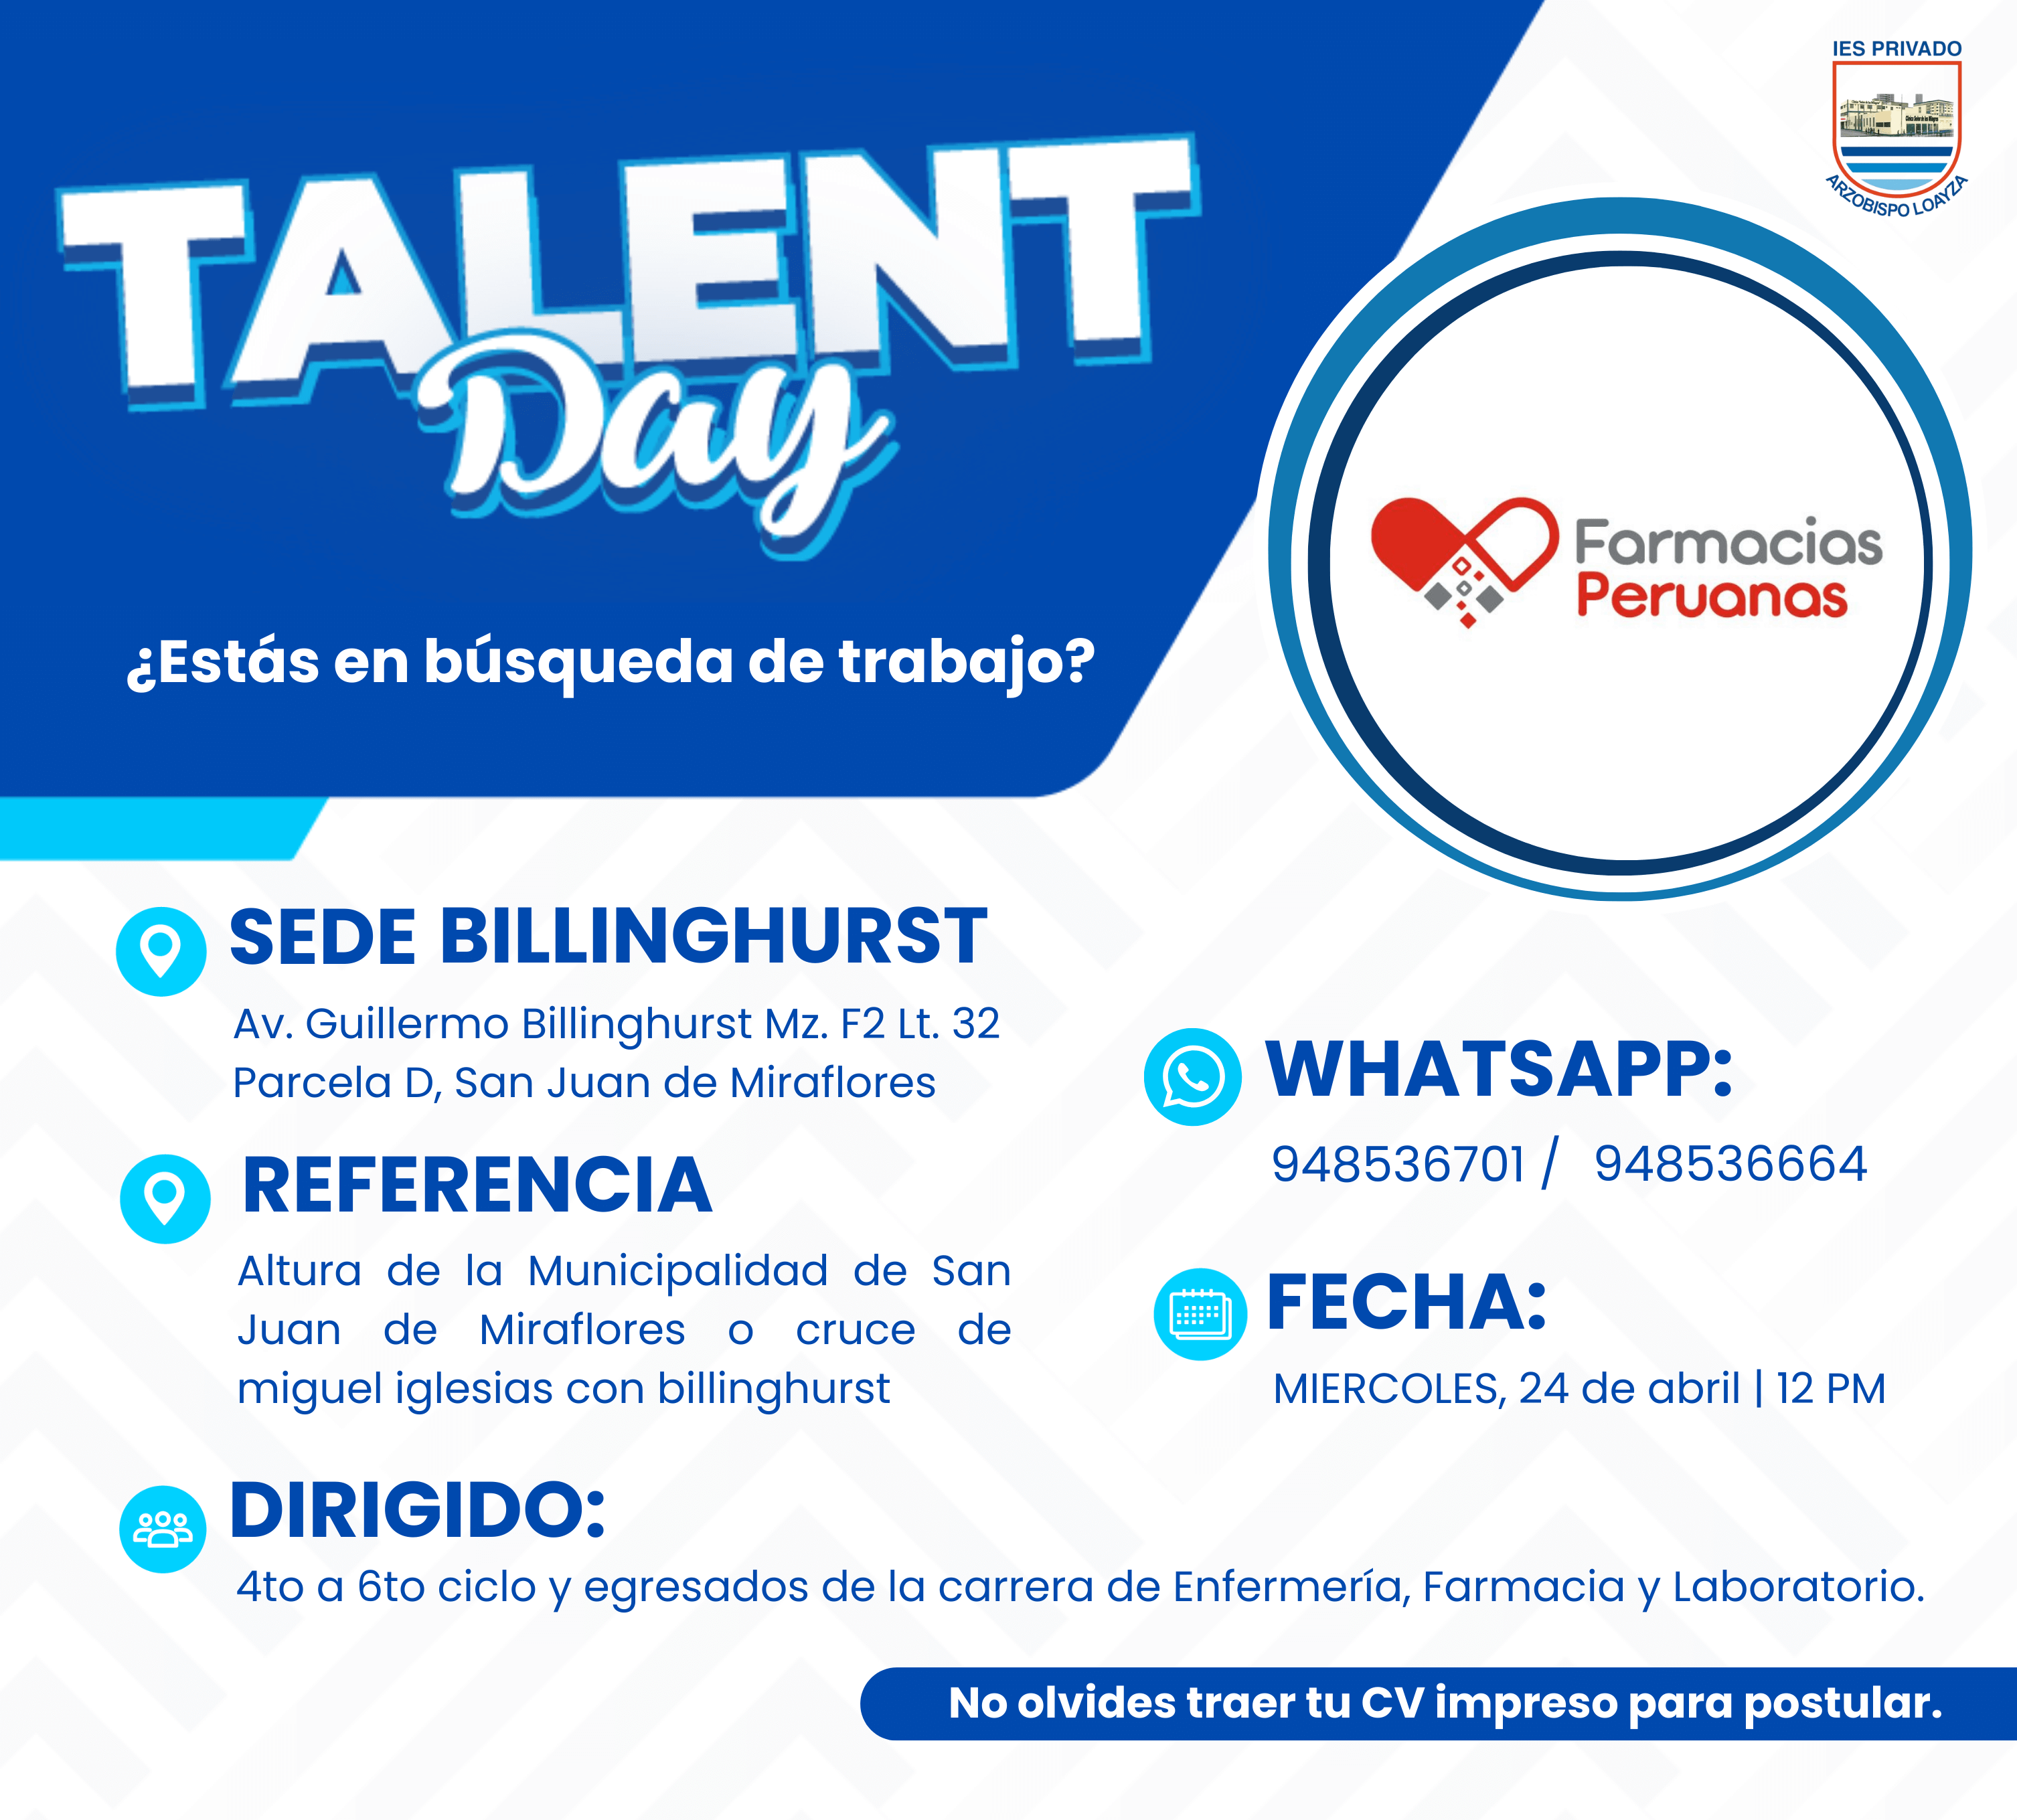 IES PRIVADO
ARZOBISPO LOAYZA
TALENT
Day
¿Estás en búsqueda de trabajo?
Farmacias
Peruanas
SEDE BILLINGHURST
Av. Guillermo Billinghurst Mz. F2 Lt. 32
Parcela D, San Juan de Miraflores
REFERENCIA
Altura de la Municipalidad de San
Juan de Miraflores o cruce de
miguel iglesias con billinghurst
WHATSAPP:
948536701 / 948536664
FECHA:
MIERCOLES, 24 de abril | 12 PM
DIRIGIDO:
4to a 6to ciclo y egresados de la carrera de Enfermería, Farmacia y Laboratorio.
No olvides traer tu CV impreso para postular.